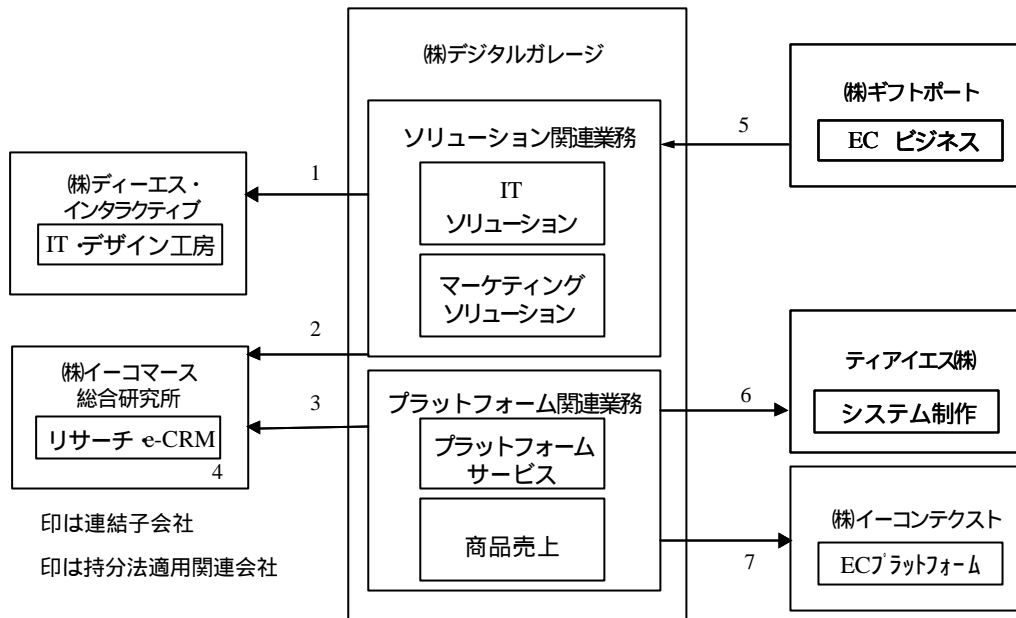 ㈱デジタルガレージ
ソリューション関連業務
IT
ソリューション
マーケティング
ソリューション
プラットフォーム関連業務
プラットフォーム
サービス
商品売上
㈱ディーエス・
インタラクティブ
IT・デザイン工房
㈱イーコマース
総合研究所
リサーチ・e-CRM
4
1
2
3
5
6
7
㈱ギフトポート
EC ビジネス
ティアイエス㈱
システム制作
㈱イーコンテクスト
ECプラットフォーム
印は連結子会社
印は持分法適用関連会社